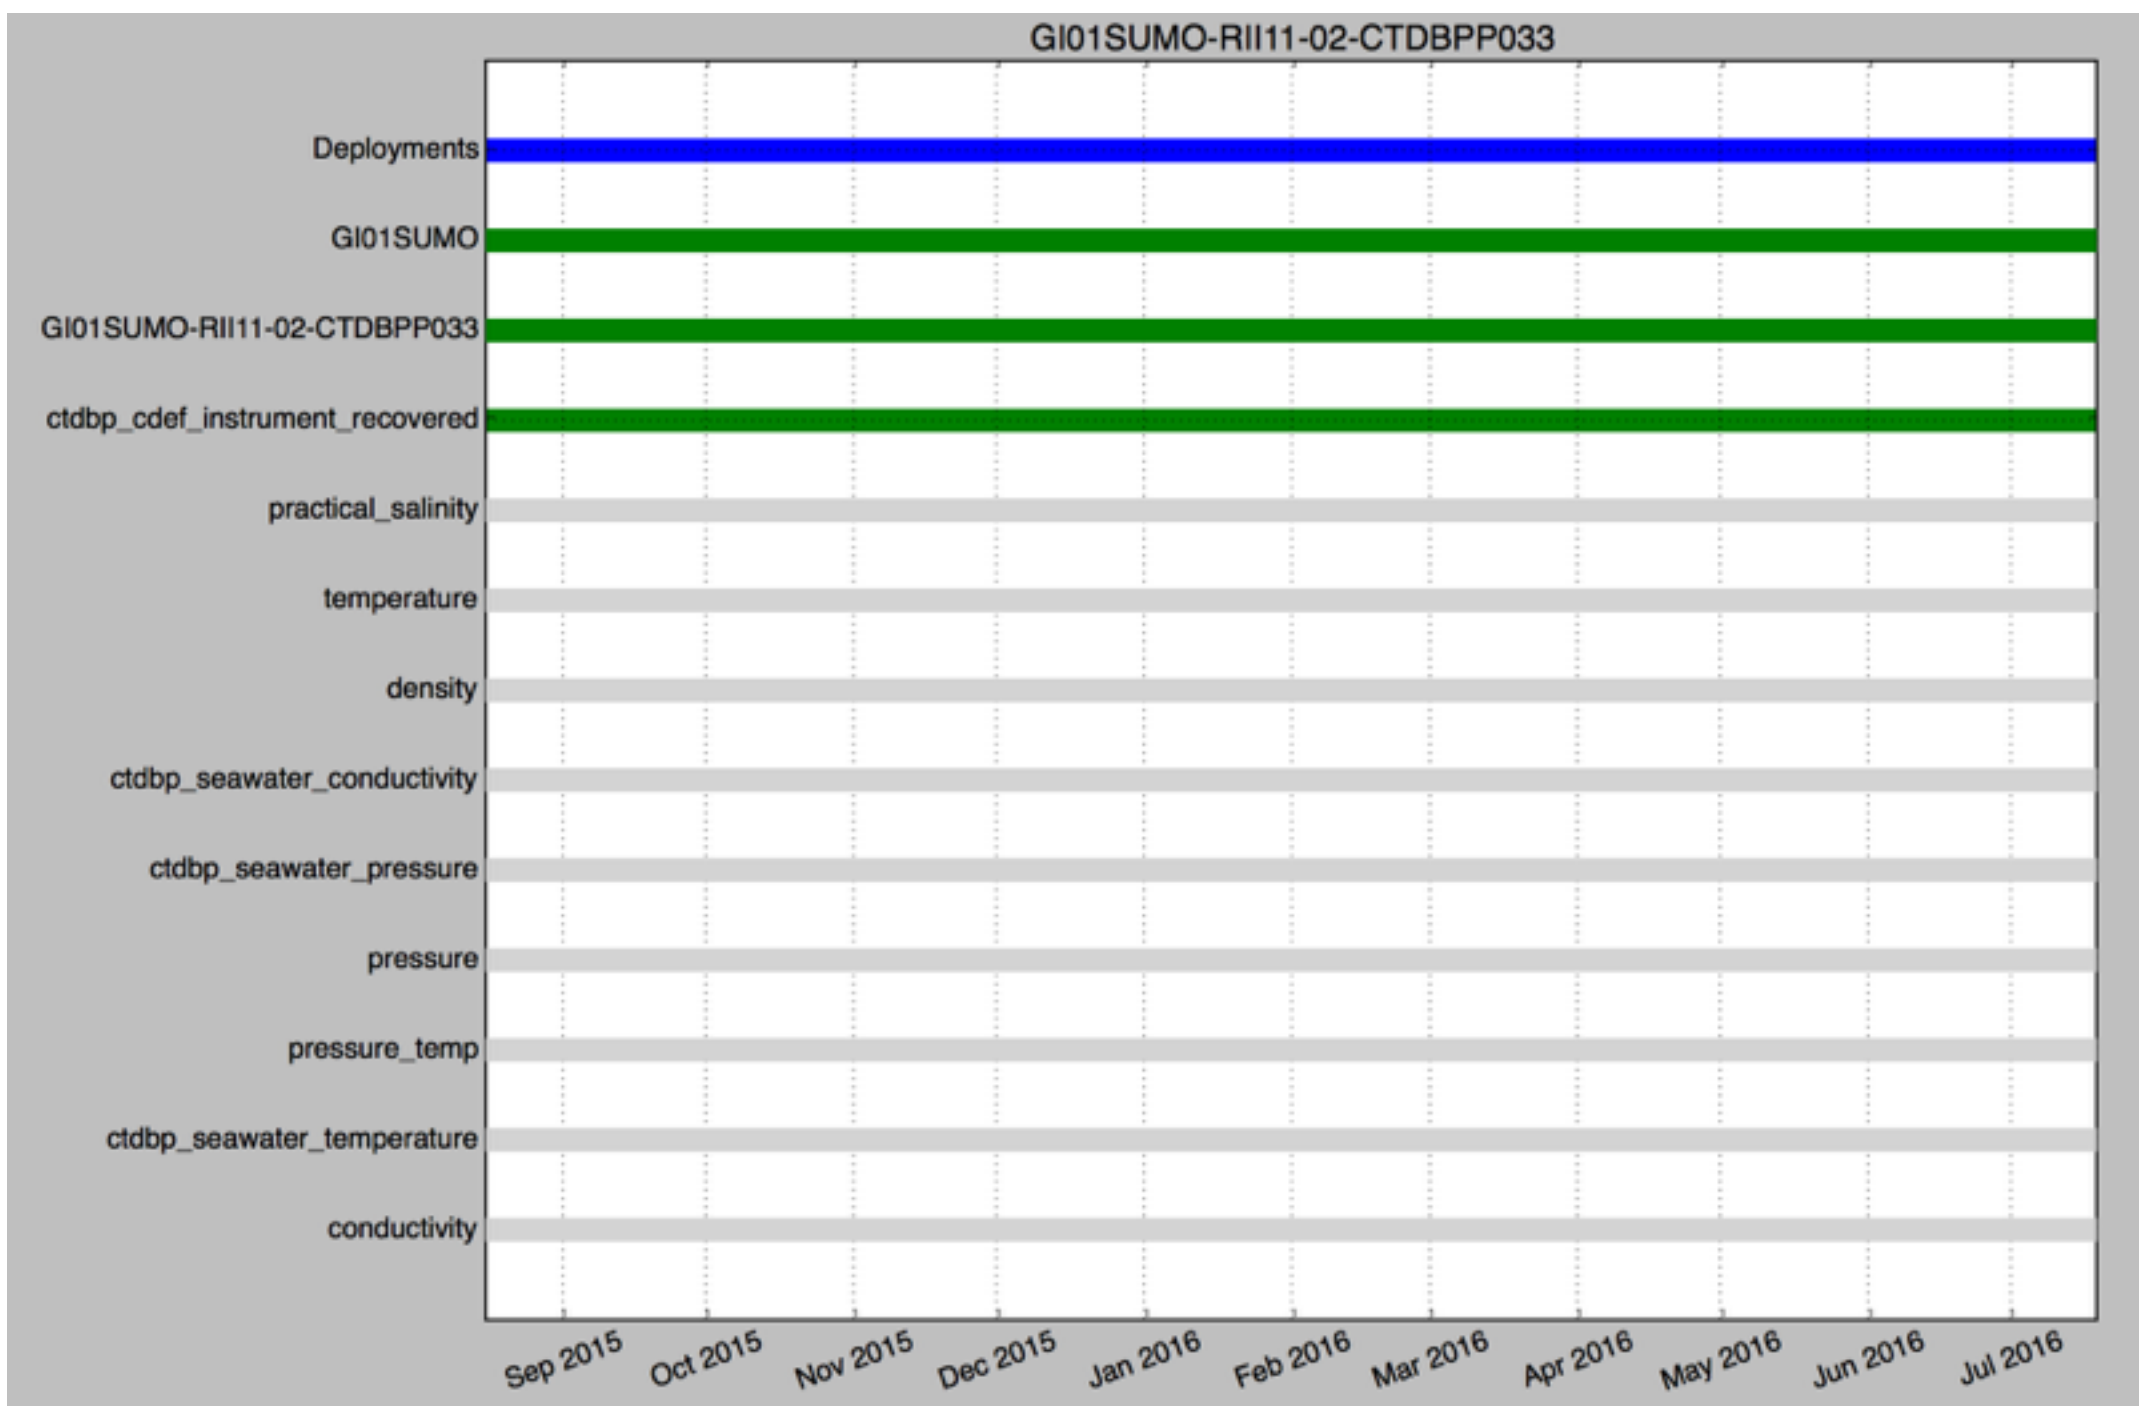 GI01SUMO-RII11-02-CTDBPP033
Deployments
GI01SUMO
GI01SUMO-RII11-02-CTDBPP033
ctdbp_cdef_instrument_recovered
practical_salinity
temperature
density
ctdbp_seawater_conductivity
ctdbp_seawater_pressure
pressure
pressure_temp
ctdbp_seawater_temperature
conductivity
Sep 2015 Oct 2015 Nov 2015 Dec 2015 Jan 2016 Feb 2016 Mar 2016 Apr 2016 May 2016 Jun 2016 Jul 2016